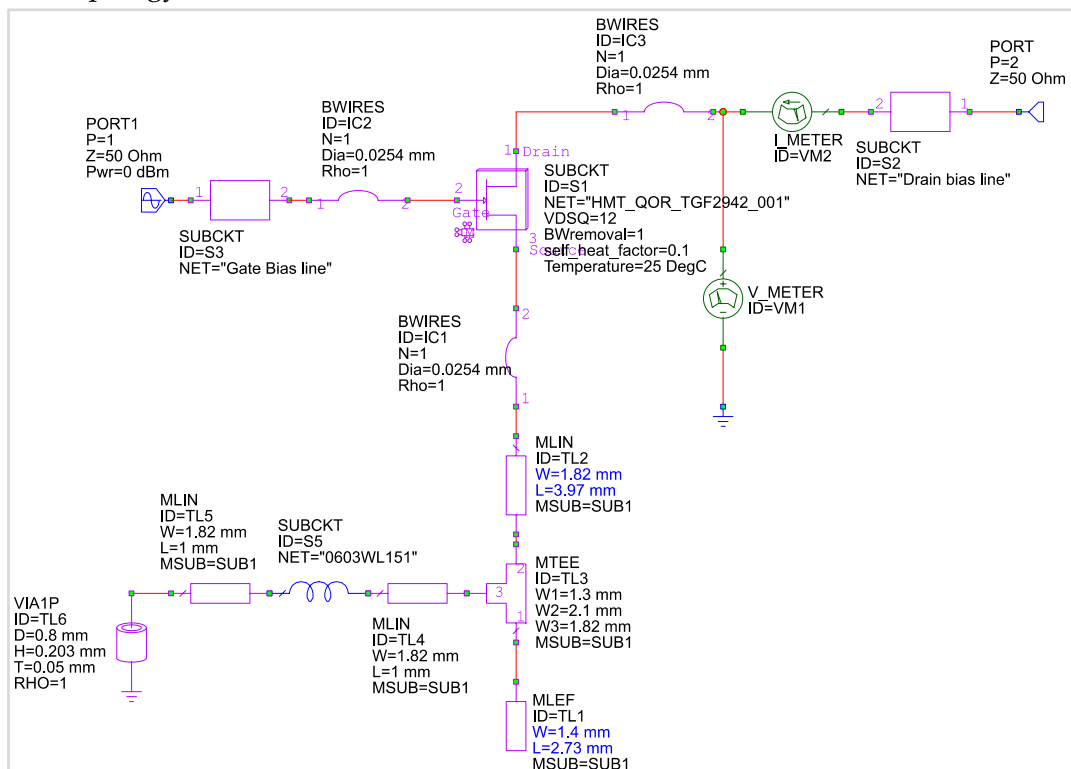 BWIRES
ID=IC3
N=1
Dia=0.0254 mm
Rho=1
1
2
PORT
P=2
Z=50 Ohm
I_METER
ID=VM2
2
1
SUBCKT
ID=S2
NET="Drain bias line"
BWIRES
ID=IC2
N=1
Dia=0.0254 mm
Rho=1
1
2
PORT1
P=1
Z=50 Ohm
Pwr=0 dBm
1
2
SUBCKT
ID=S3
NET="Gate Bias line"
1
Drain
2
Gate
3
Source
SUBCKT
ID=S1
NET="HMT_QOR_TGF2942_001"
VDSQ=12
BWremoval=1
self_heat_factor=0.1
Temperature=25 DegC
V_METER
ID=VM1
BWIRES
ID=IC1
N=1
Dia=0.0254 mm
Rho=1
2
1
MLIN
ID=TL2
W=1.82 mm
L=3.97 mm
MSUB=SUB1
MLIN
ID=TL5
W=1.82 mm
L=1 mm
MSUB=SUB1
SUBCKT
ID=S5
NET="0603WL151"
MLIN
ID=TL4
W=1.82 mm
L=1 mm
MSUB=SUB1
2
3
1
MTEE
ID=TL3
W1=1.3 mm
W2=2.1 mm
W3=1.82 mm
MSUB=SUB1
VIA1P
ID=TL6
D=0.8 mm
H=0.203 mm
T=0.05 mm
RHO=1
MLEF
ID=TL1
W=1.4 mm
L=2.73 mm
MSUB=SUB1